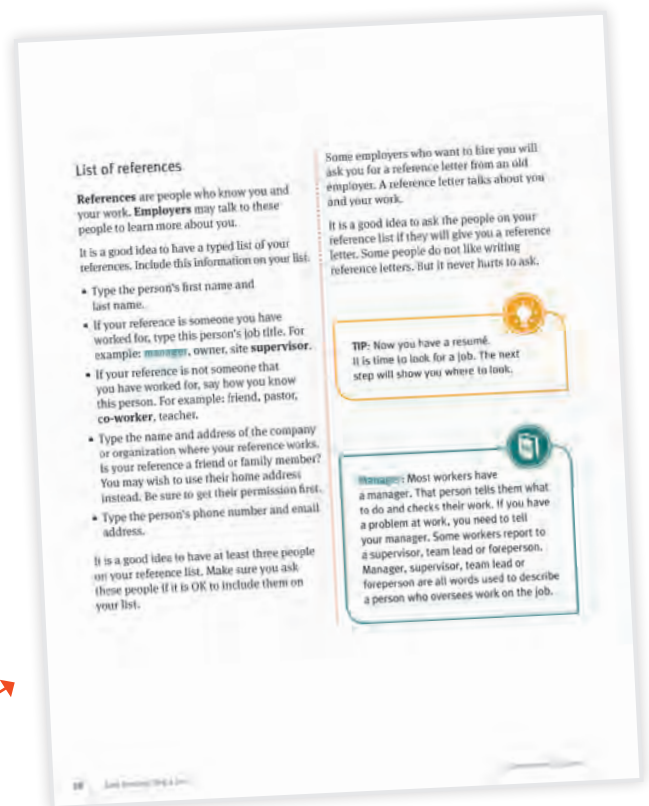 List of references
References are people who know you and
your work. Employers may talk to these
people to learn more about you.
It is a good idea to have a typed list of your
references. Include this information on your list.
• Type the person's first name and
last name.
• If your reference is someone you have
worked for, type this person's job title. For
example: manager, owner, site supervisor.
• If your reference is not someone that
you have worked for, say how you know
this person. For example: friend, pastor,
co-worker, teacher.
• Type the name and address of the company
or organization where your reference works.
Is your reference a friend or family member?
You may wish to use their home address
instead. Be sure to get their permission first.
• Type the person's phone number and email
address.
It is a good idea to have at least three people
on your reference list. Make sure you ask
these people if it is OK to include them on
your list.
Some employers who want to hire you will
ask you for a reference letter from an old
employer. A reference letter talks about you
and your work.
It is a good idea to ask the people on your
reference list if they will give you a reference
letter. Some people do not like writing
reference letters. But it never hurts to ask.
TIP: Now you have a resumé.
It is time to look for a job. The next
step will show you where to look.
Manager: Most workers have
a manager. That person tells them what
to do and checks their work. If you have
a problem at work, you need to tell
your manager. Some workers report to
a supervisor, team lead or foreperson.
Manager, supervisor, team lead or
foreperson are all words used to describe
a person who oversees work on the job.